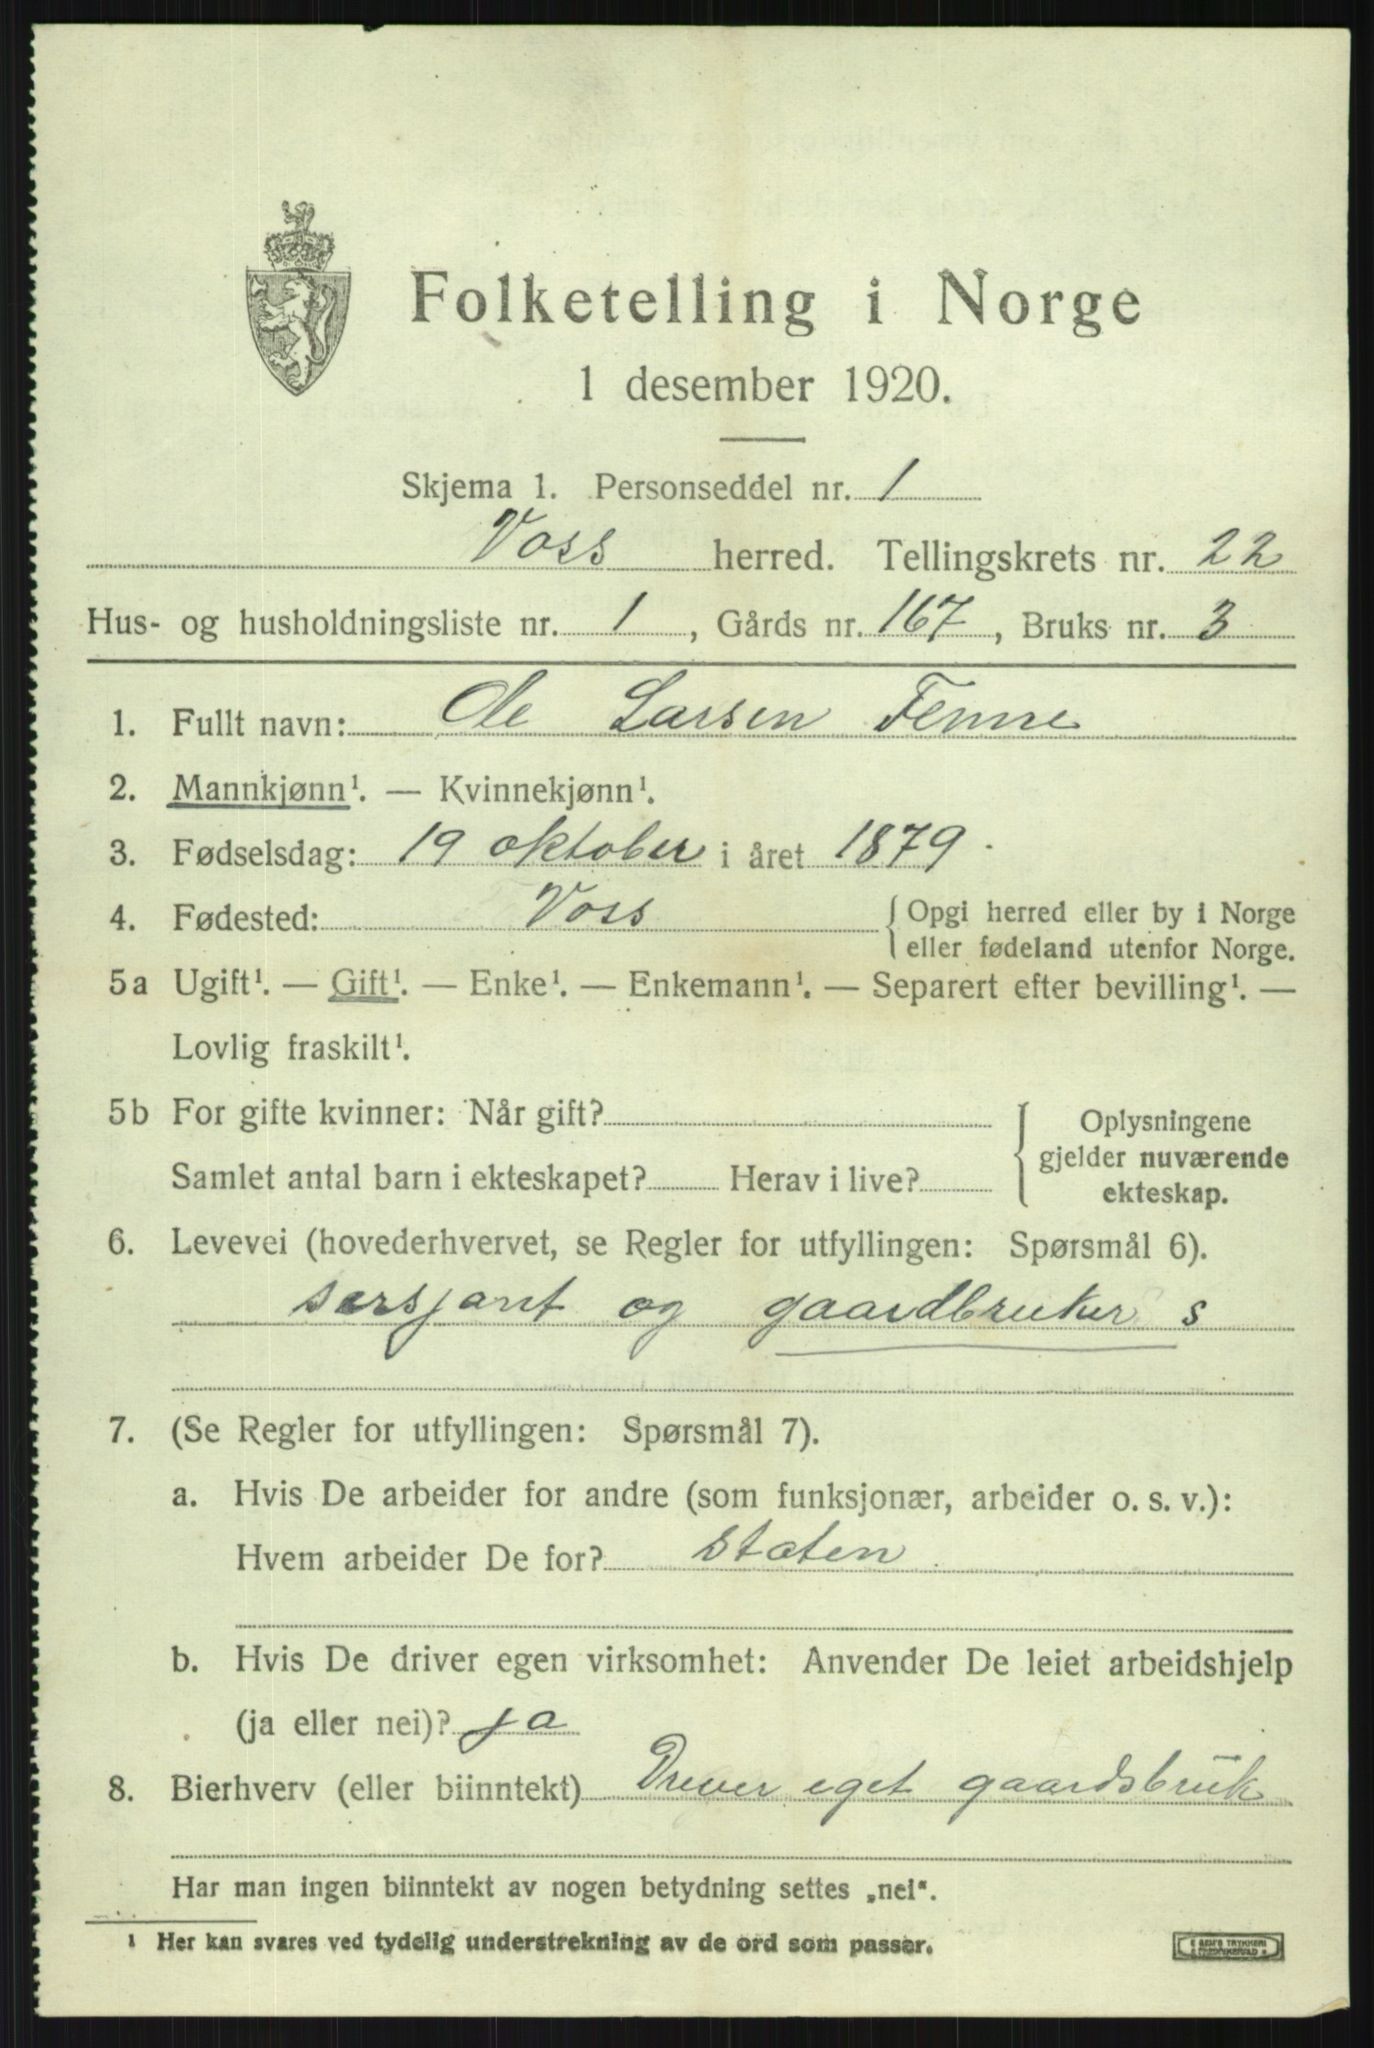 Folketelling i Norge
1 desember 1920.
Skjema 1. Personseddel nr. 1
Voss herred. Tellingskrets nr. 22
Hus- og husholdningsliste nr. 1, Gårds nr. 167, Bruks nr. 3
1. Fullt navn: Ole Larsen Fenne
2. Mannkjønn¹. — Kvinnekjønn¹.
3. Fødselsdag: 19 oktober i året 1879.
4. Fødested: Voss { Opgi herred eller by i Norge
eller fødeland utenfor Norge.
5a Ugift¹. — Gift¹. — Enke¹. — Enkemann¹. — Separert efter bevilling¹. —
Lovlig fraskilt¹.
5b For gifte kvinner: Når gift?
Samlet antal barn i ekteskapet? Herav i live?
{ Oplysningene
gjelder nuværende
ekteskap.
6. Levevei (hovederhvervet, se Regler for utfyllingen: Spørsmål 6).
sersjant og gaardbruker s
7. (Se Regler for utfyllingen: Spørsmål 7).
a. Hvis De arbeider for andre (som funksjonær, arbeider o. s. v.):
Hvem arbeider De for? staten
b. Hvis De driver egen virksomhet: Anvender De leiet arbeidshjelp
(ja eller nei)? ja
8. Bierhverv (eller biinntekt) Driver eget gaardsbruk
Har man ingen biinntekt av nogen betydning settes „nei“.
¹ Her kan svares ved tydelig understrekning av de ord som passer.